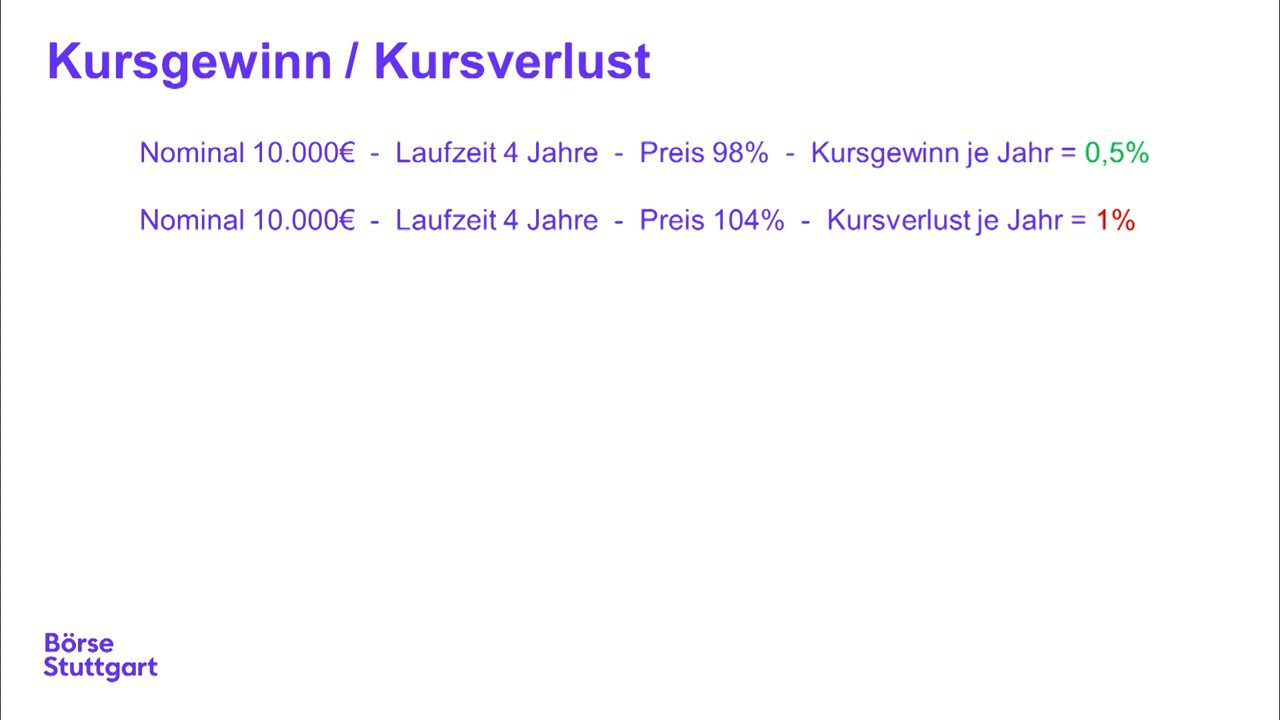 Kursgewinn / Kursverlust
Nominal 10.000€ - Laufzeit 4 Jahre - Preis 98% - Kursgewinn je Jahr = 0,5%
Nominal 10.000€ - Laufzeit 4 Jahre - Preis 104% - Kursverlust je Jahr = 1%
Börse
Stuttgart